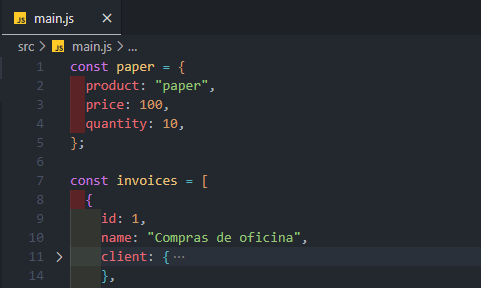 JS main.js ×
src > JS main.js > ...
1 const paper = {
2 product: "paper",
3 price: 100,
4 quantity: 10,
5 };
6
7 const invoices = [
8 {
9 id: 1,
10 name: "Compras de oficina",
11 > client: { ···
14 },